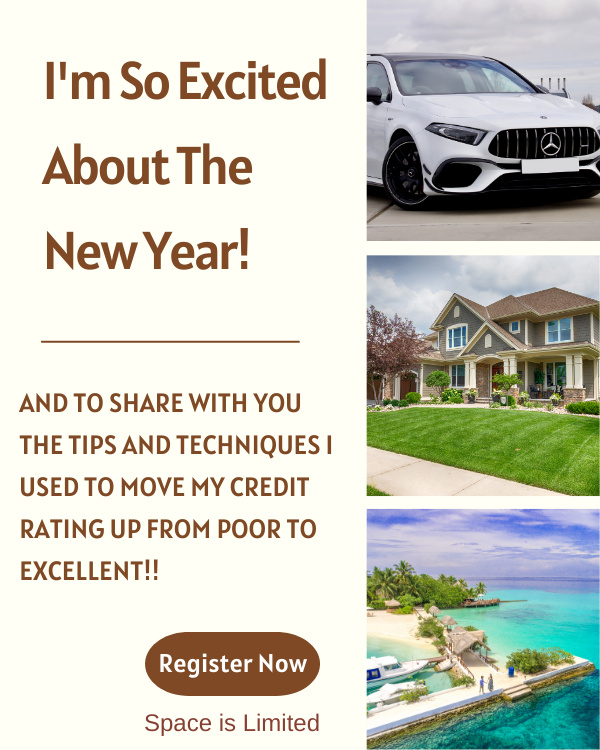 I'm So Excited
About The
New Year!
AND TO SHARE WITH YOU
THE TIPS AND TECHNIQUES I
USED TO MOVE MY CREDIT
RATING UP FROM POOR TO
EXCELLENT!!
Register Now
Space is Limited